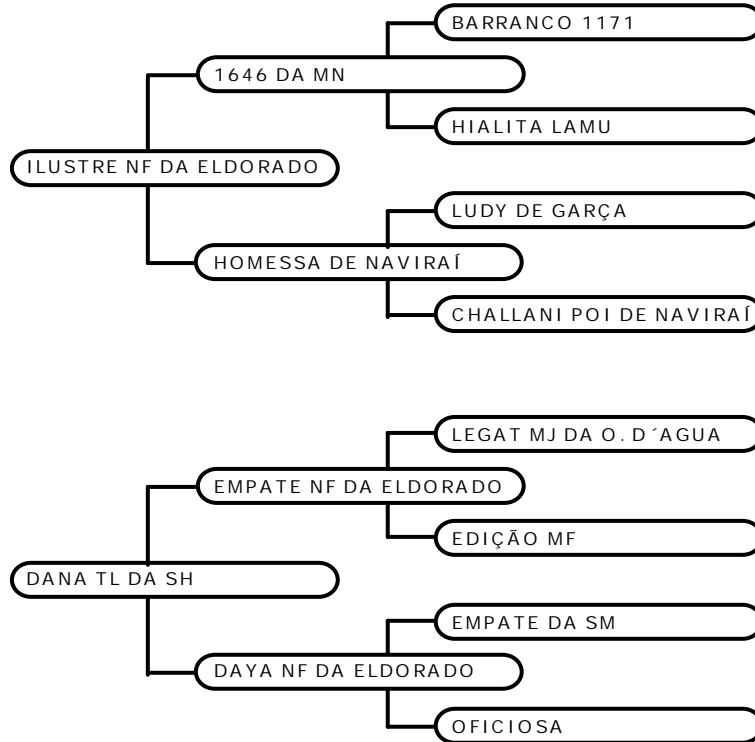 BARRANCO 1171
1646 DA MN
HIALITA LAMU
ILUSTRE NF DA ELDORADO
LUDY DE GARÇA
HOMESSA DE NAVIRAÍ
CHALLANI POI DE NAVIRAÍ
LEGAT MJ DA O. D´AGUA
EMPATE NF DA ELDORADO
EDIÇÃO MF
DANA TL DA SH
EMPATE DA SM
DAYA NF DA ELDORADO
OFICIOSA